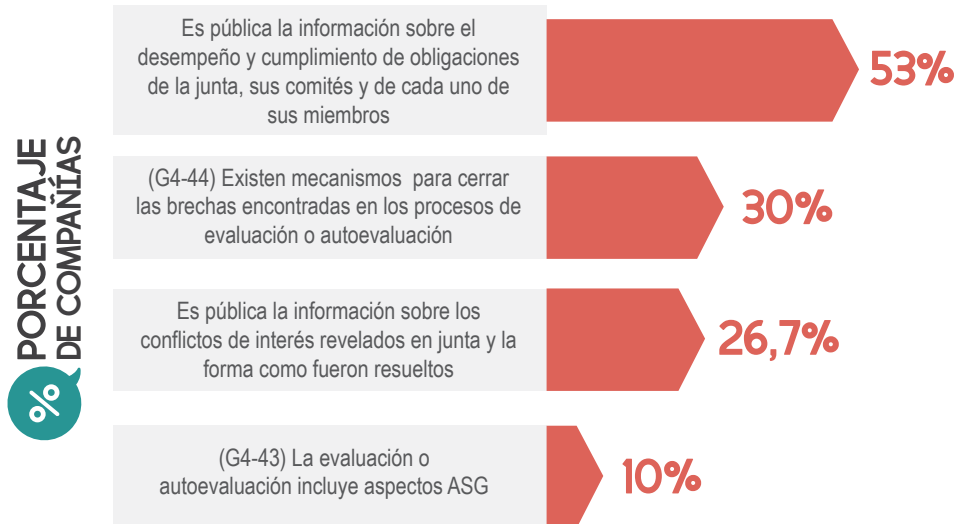 % PORCENTAJE
DE COMPAÑÍAS
Es pública la información sobre el
desempeño y cumplimiento de obligaciones
de la junta, sus comités y de cada uno de
sus miembros
53%
(G4-44) Existen mecanismos para cerrar
las brechas encontradas en los procesos de
evaluación o autoevaluación
30%
Es pública la información sobre los
conflictos de interés revelados en junta y la
forma como fueron resueltos
26,7%
(G4-43) La evaluación o
autoevaluación incluye aspectos ASG
10%